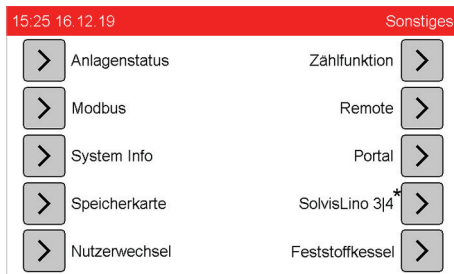 15:25 16.12.19 Sonstiges
Anlagenstatus Zählfunktion
Modbus Remote
System Info Portal
Speicherkarte SolvisLino 3|4*
Nutzerwechsel Feststoffkessel